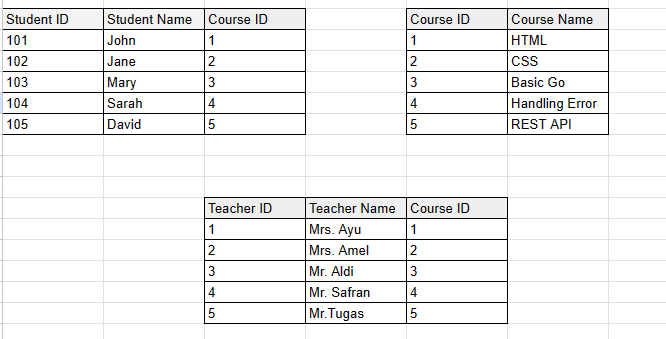 Student ID Student Name Course ID Course ID Course Name
101 John 1 1 HTML
102 Jane 2 2 CSS
103 Mary 3 3 Basic Go
104 Sarah 4 4 Handling Error
105 David 5 5 REST API
Teacher ID Teacher Name Course ID
1 Mrs. Ayu 1
2 Mrs. Amel 2
3 Mr. Aldi 3
4 Mr. Safran 4
5 Mr.Tugas 5